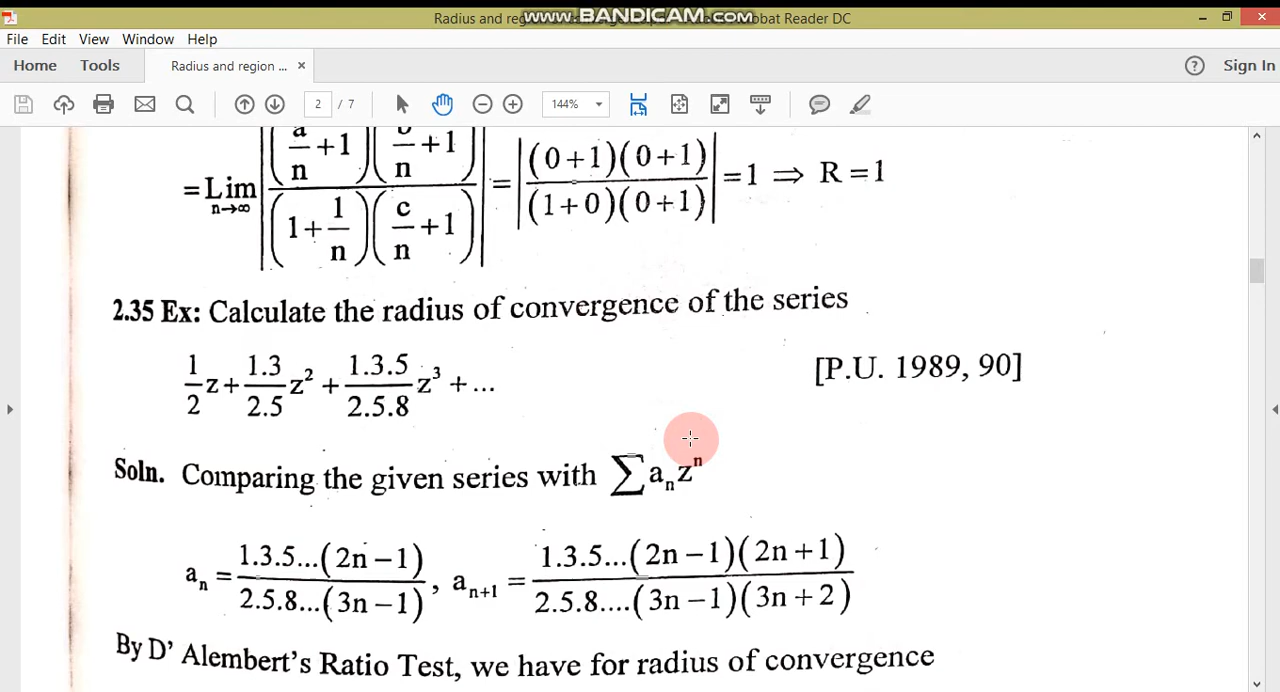 Radius and reg www.BANDICAM.com obat Reader DC
File Edit View Window Help
Home Tools Radius and region ... × Sign In
2 / 7 144%
= Lim n→∞ |(a/n +1)(b/n +1) / (1+ 1/n)(c/n +1)| = |(0+1)(0+1) / (1+0)(0+1)| = 1 ⇒ R = 1
2.35 Ex: Calculate the radius of convergence of the series
1/2 z + 1.3/2.5 z² + 1.3.5/2.5.8 z³ + ...
[P.U. 1989, 90]
Soln. Comparing the given series with ∑ aₙzⁿ
aₙ = 1.3.5...(2n −1) / 2.5.8...(3n −1) , aₙ₊₁ = 1.3.5...(2n −1)(2n +1) / 2.5.8....(3n −1)(3n + 2)
By D' Alembert's Ratio Test, we have for radius of convergence